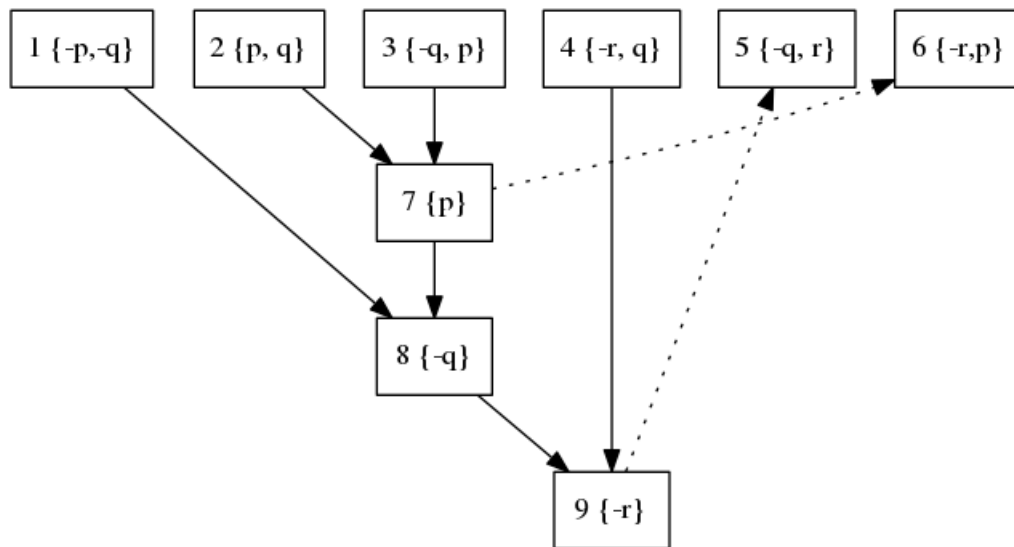 1 {-p,-q}
2 {p, q}
3 {-q, p}
4 {-r, q}
5 {-q, r}
6 {-r,p}
7 {p}
8 {-q}
9 {-r}